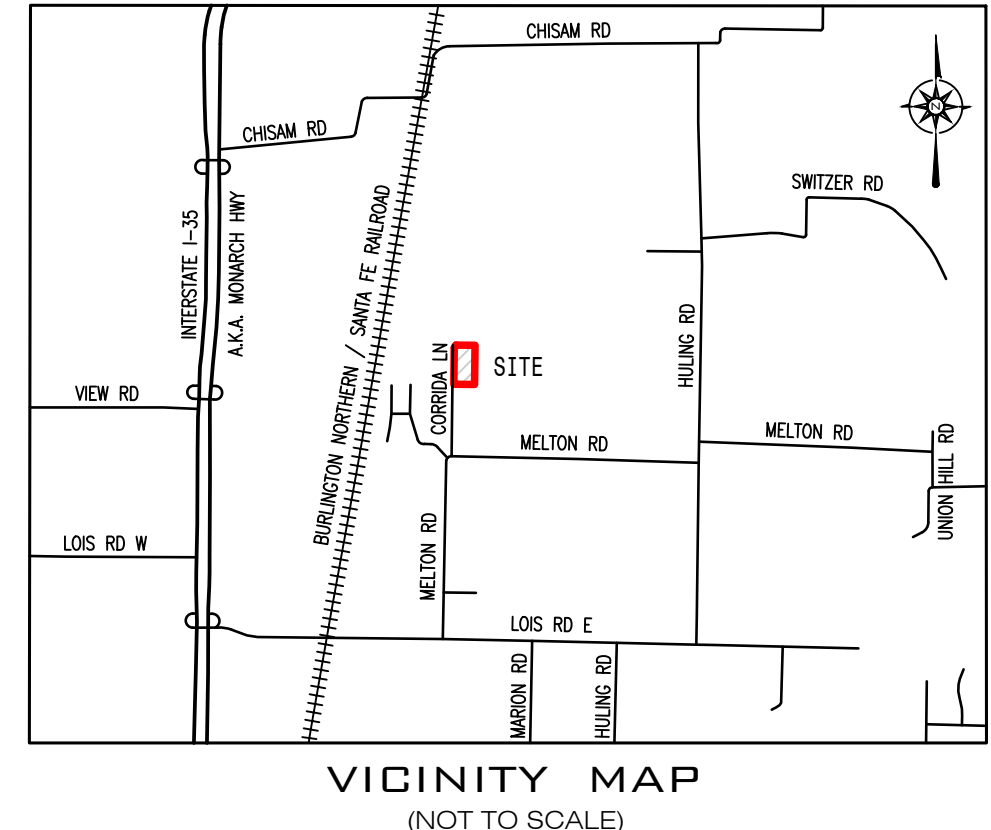 CHISAM RD
CHISAM RD
N
SWITZER RD
INTERSTATE I-35
A.K.A. MONARCH HWY
BURLINGTON NORTHERN / SANTA FE RAILROAD
HULING RD
CORRIDA LN
SITE
VIEW RD
MELTON RD
MELTON RD
UNION HILL RD
LOIS RD W
MELTON RD
LOIS RD E
MARION RD
HULING RD
VICINITY MAP
(NOT TO SCALE)